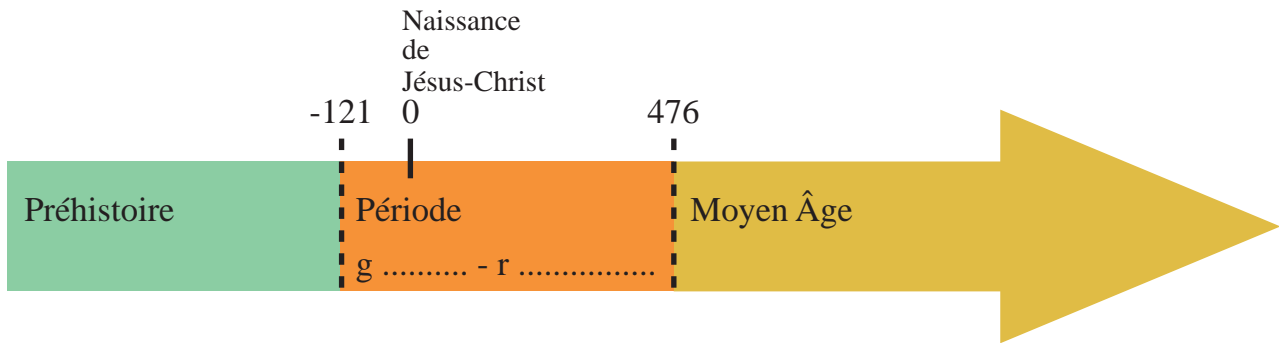 Naissance
de
Jésus-Christ
-121 0 476
Préhistoire Période Moyen Âge
g .......... - r ................